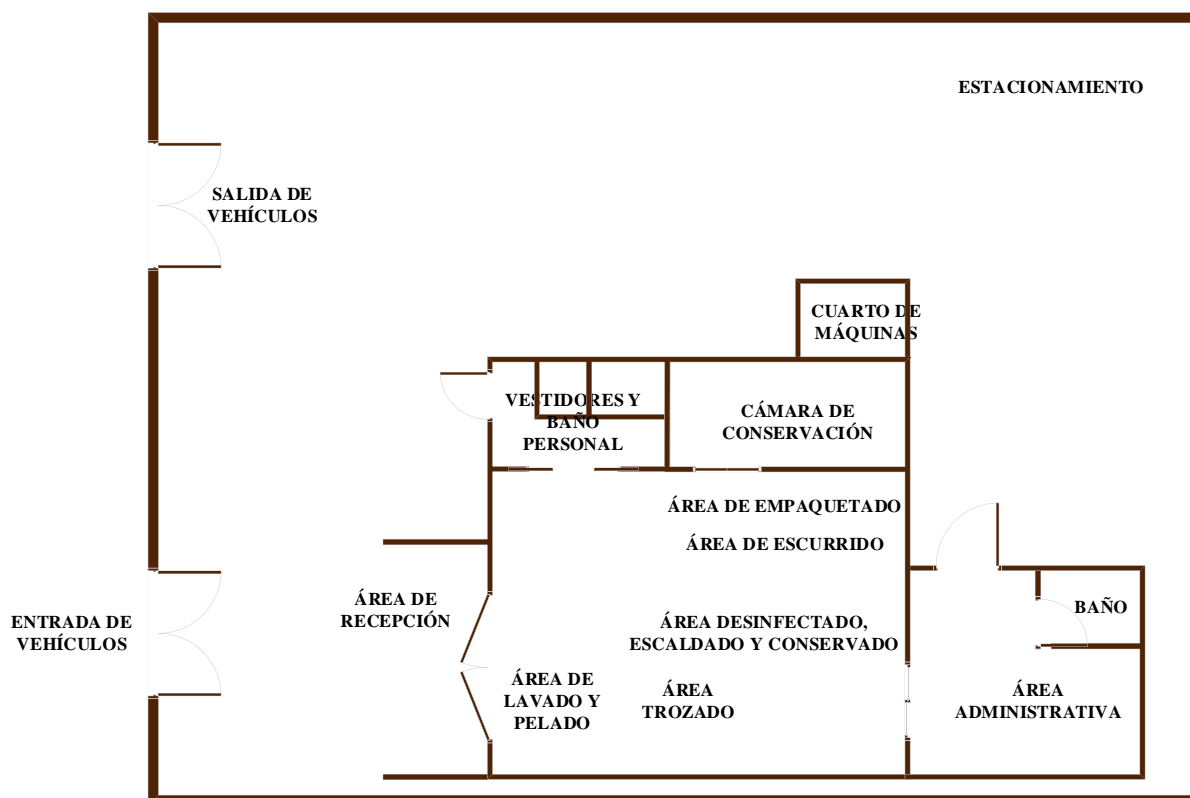 ESTACIONAMIENTO
SALIDA DE
VEHÍCULOS
CUARTO DE
MÁQUINAS
VESTIDORES Y
BAÑO
PERSONAL
CÁMARA DE
CONSERVACIÓN
ÁREA DE EMPAQUETADO
ÁREA DE ESCURRIDO
ÁREA DE
RECEPCIÓN
ENTRADA DE
VEHÍCULOS
ÁREA DESINFECTADO,
ESCALDADO Y CONSERVADO
BAÑO
ÁREA DE
LAVADO Y
PELADO
ÁREA
TROZADO
ÁREA
ADMINISTRATIVA